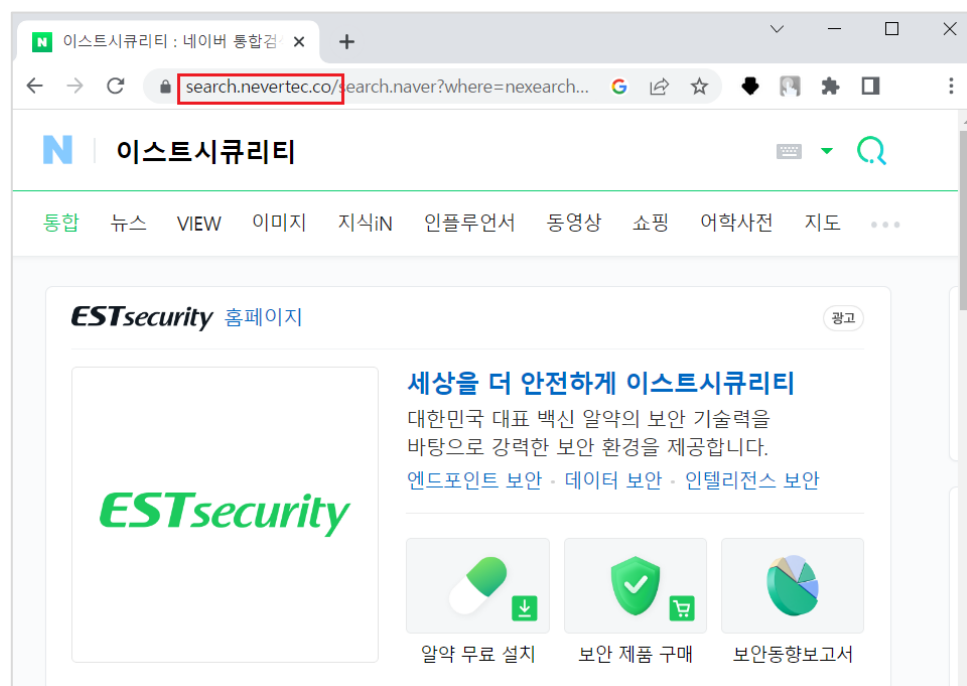 이스트시큐리티 : 네이버 통합검
search.nevertec.co/search.naver?where=nexearch...
N 이스트시큐리티
통합 뉴스 VIEW 이미지 지식iN 인플루언서 동영상 쇼핑 어학사전 지도
ESTsecurity 홈페이지 광고
세상을 더 안전하게 이스트시큐리티
대한민국 대표 백신 알약의 보안 기술력을
바탕으로 강력한 보안 환경을 제공합니다.
엔드포인트 보안 · 데이터 보안 · 인텔리전스 보안
ESTsecurity
알약 무료 설치 보안 제품 구매 보안동향보고서